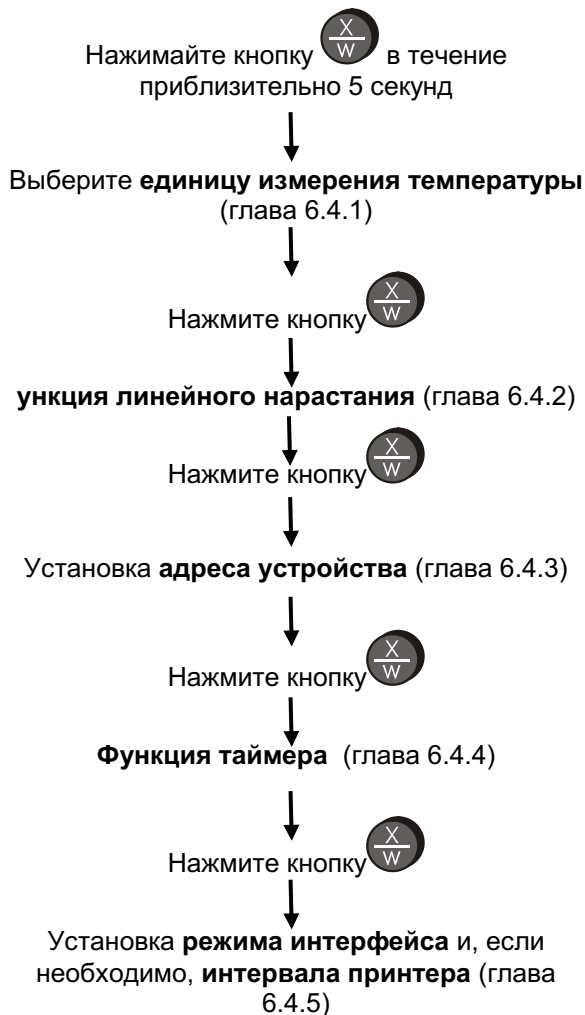 Нажимайте кнопку X W в течение
приблизительно 5 секунд
Выберите единицу измерения температуры
(глава 6.4.1)
Нажмите кнопку X W
ункция линейного нарастания (глава 6.4.2)
Нажмите кнопку X W
Установка адреса устройства (глава 6.4.3)
Нажмите кнопку X W
Функция таймера (глава 6.4.4)
Нажмите кнопку X W
Установка режима интерфейса и, если
необходимо, интервала принтера (глава
6.4.5)